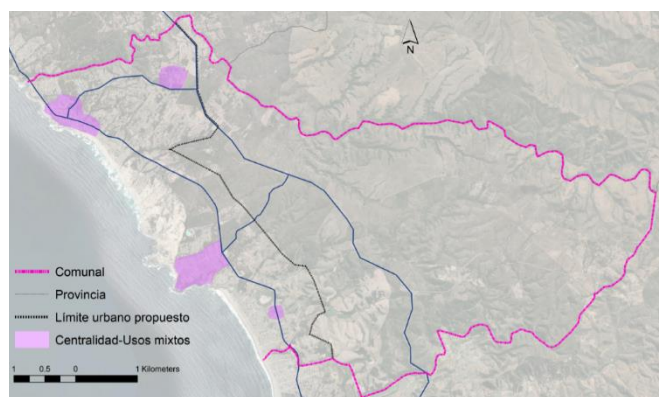 N
Comunal
Provincia
Límite urbano propuesto
Centralidad-Usos mixtos
1 0.5 0 1 Kilometers